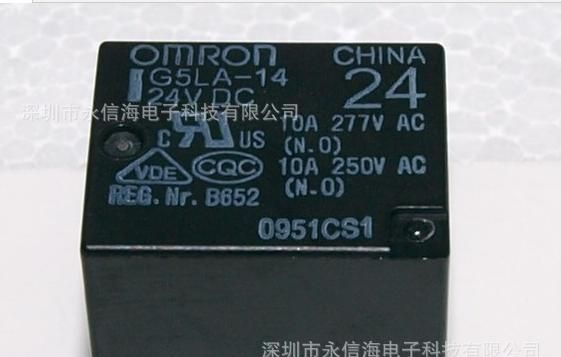 OMRON CHINA
G5LA-14 24
24VDC
深圳市永信海电子科技有限公司
c UL US 10A 277V AC
(N.O)
VDE CQC 10A 250V AC
(N.O)
REG.Nr.B652
0951CS1
深圳市永信海电子科技有限公司